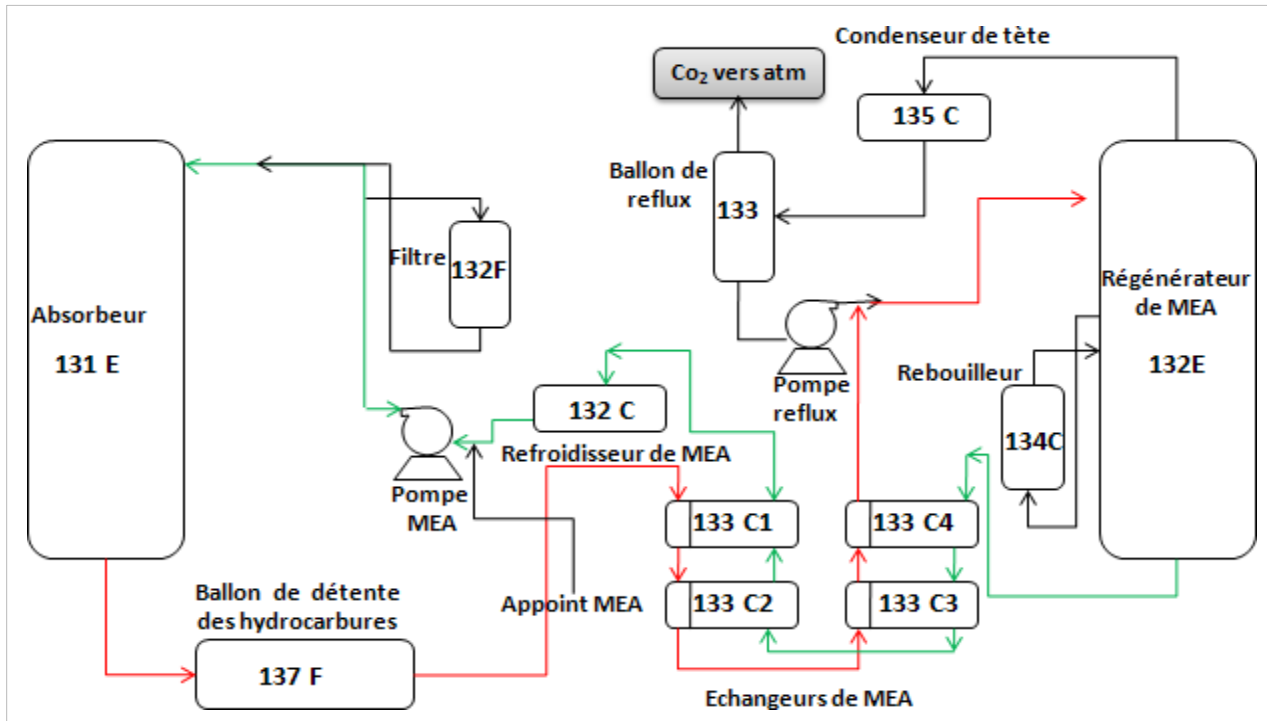 Condenseur de tète
Co₂ vers atm
135 C
Ballon de
reflux
133
Filtre
132F
Absorbeur
131 E
Régénérateur
de MEA
132E
Rebouilleur
134C
Pompe
reflux
132 C
Refroidisseur de MEA
Pompe
MEA
133 C1
133 C4
Appoint MEA
133 C2
133 C3
Ballon de détente
des hydrocarbures
137 F
Echangeurs de MEA